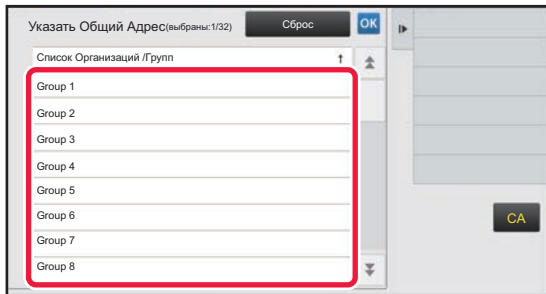 Указать Общий Адрес(выбраны:1/32) Сброс OK
Список Организаций /Групп
Group 1
Group 2
Group 3
Group 4
Group 5
Group 6
Group 7
Group 8
CA